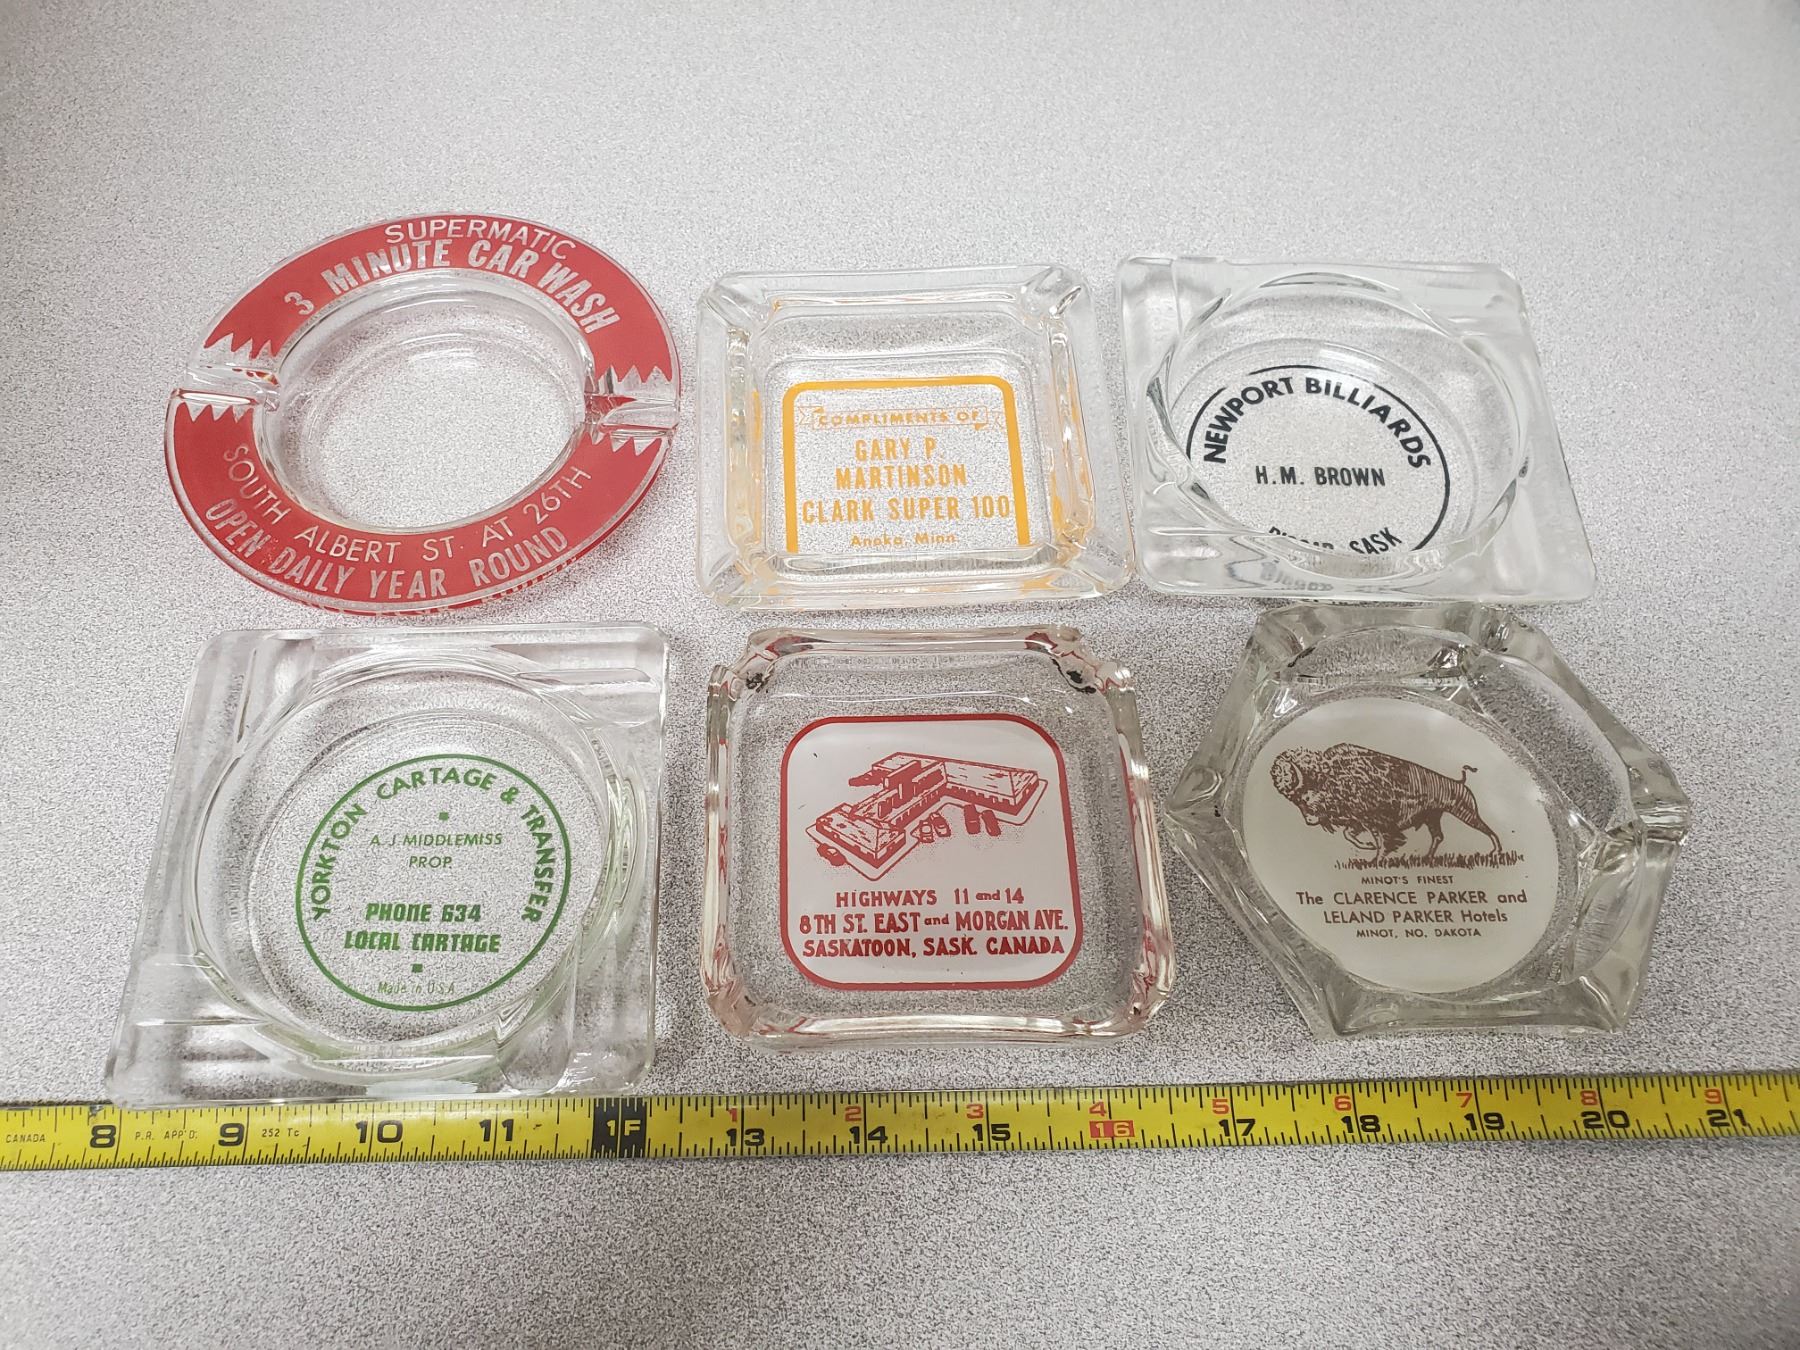 SUPERMATIC
3 MINUTE CAR WASH
SOUTH ALBERT ST. AT 26TH
OPEN DAILY YEAR ROUND
COMPLIMENTS OF
GARY P.
MARTINSON
CLARK SUPER 100
Anoka, Minn.
NEWPORT BILLIARDS
H.M. BROWN
SASK
YORKTON CARTAGE & TRANSFER
A. J MIDDLEMISS
PROP.
PHONE 634
LOCAL CARTAGE
Made in U.S.A.
HIGHWAYS 11 and 14
8TH ST. EAST and MORGAN AVE.
SASKATOON, SASK. CANADA
MINOT'S FINEST
The CLARENCE PARKER and
LELAND PARKER Hotels
MINOT, NO. DAKOTA
1 2 3 4 5 6 7 8 9
CANADA 8 P.R. APP'D. 9 252 Tc 10 11 1F 13 14 15 16 17 18 19 20 21